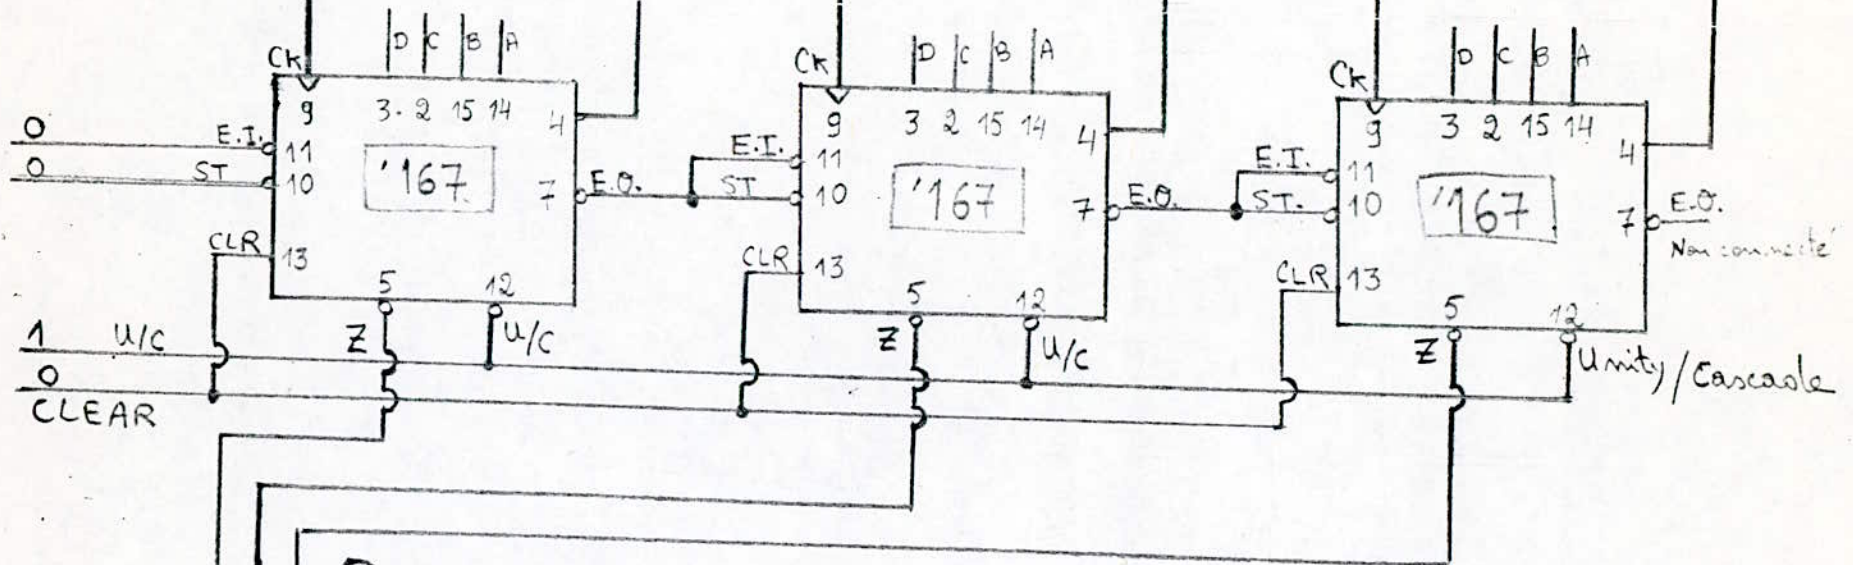 D C B A
D C B A
D C B A
CK
CK
CK
9 3. 2 15 14 4
9 3 2 15 14 4
9 3 2 15 14 4
0 E.I. 11
0 ST 10
'167
7 E.O.
E.I. 11
ST 10
'167
7 E.O.
E.I. 11
ST. 10
'167
7 E.O.
Non connecté
CLR 13
CLR 13
CLR 13
5 12
5 12
5 12
1 U/C
Z U/C
Z U/C
Z Unity/Cascade
0
CLEAR